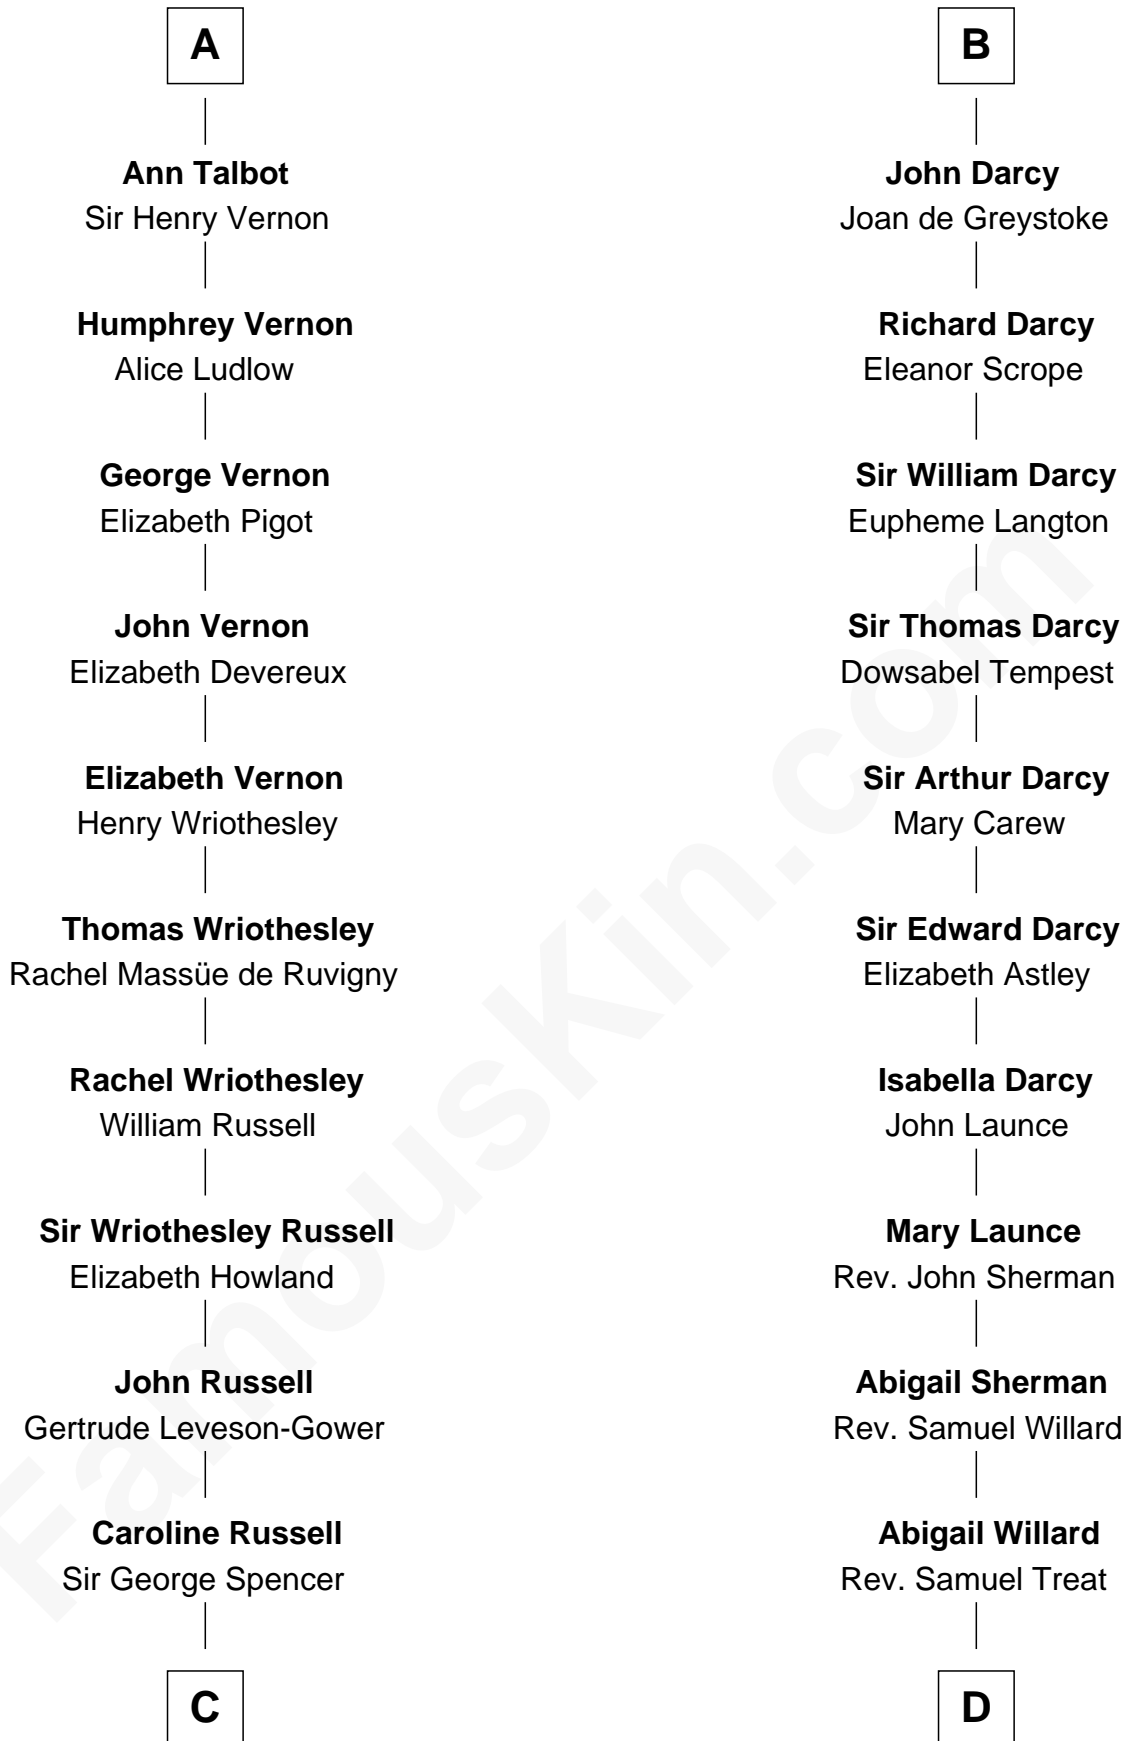 A
Ann Talbot
Sir Henry Vernon
Humphrey Vernon
Alice Ludlow
George Vernon
Elizabeth Pigot
John Vernon
Elizabeth Devereux
Elizabeth Vernon
Henry Wriothesley
Thomas Wriothesley
Rachel Massüe de Ruvigny
Rachel Wriothesley
William Russell
Sir Wriothesley Russell
Elizabeth Howland
John Russell
Gertrude Leveson-Gower
Caroline Russell
Sir George Spencer
C
B
John Darcy
Joan de Greystoke
Richard Darcy
Eleanor Scrope
Sir William Darcy
Eupheme Langton
Sir Thomas Darcy
Dowsabel Tempest
Sir Arthur Darcy
Mary Carew
Sir Edward Darcy
Elizabeth Astley
Isabella Darcy
John Launce
Mary Launce
Rev. John Sherman
Abigail Sherman
Rev. Samuel Willard
Abigail Willard
Rev. Samuel Treat
D
FamousKin.com